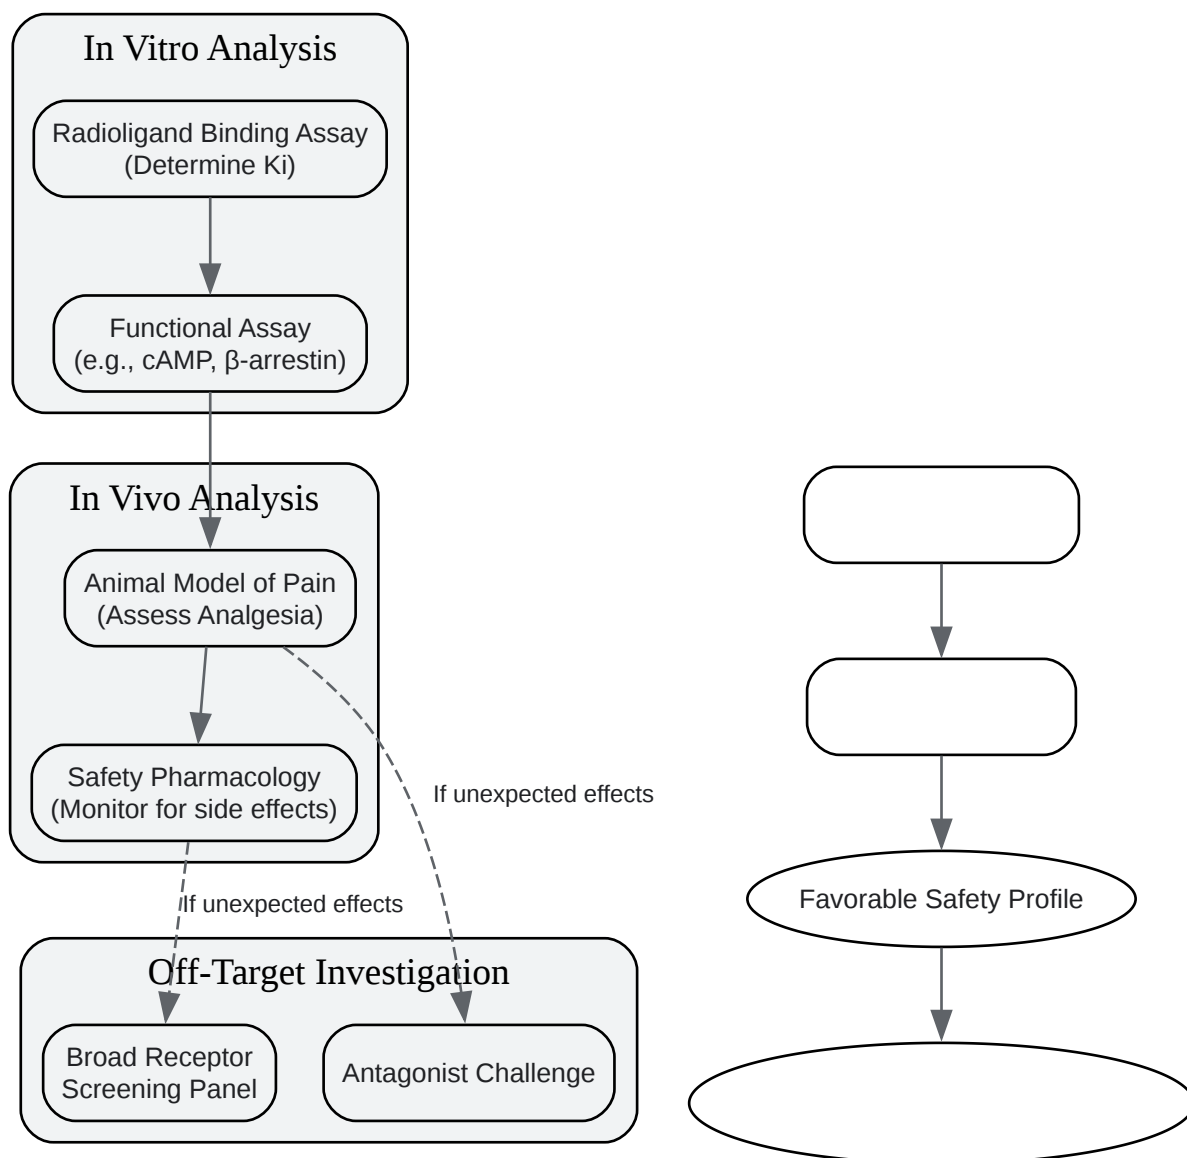 In Vitro Analysis
Radioligand Binding Assay
(Determine Ki)
Functional Assay
(e.g., cAMP, β-arrestin)
In Vivo Analysis
Animal Model of Pain
(Assess Analgesia)
Safety Pharmacology
(Monitor for side effects)
If unexpected effects
If unexpected effects
Off-Target Investigation
Broad Receptor
Screening Panel
Antagonist Challenge
Favorable Safety Profile